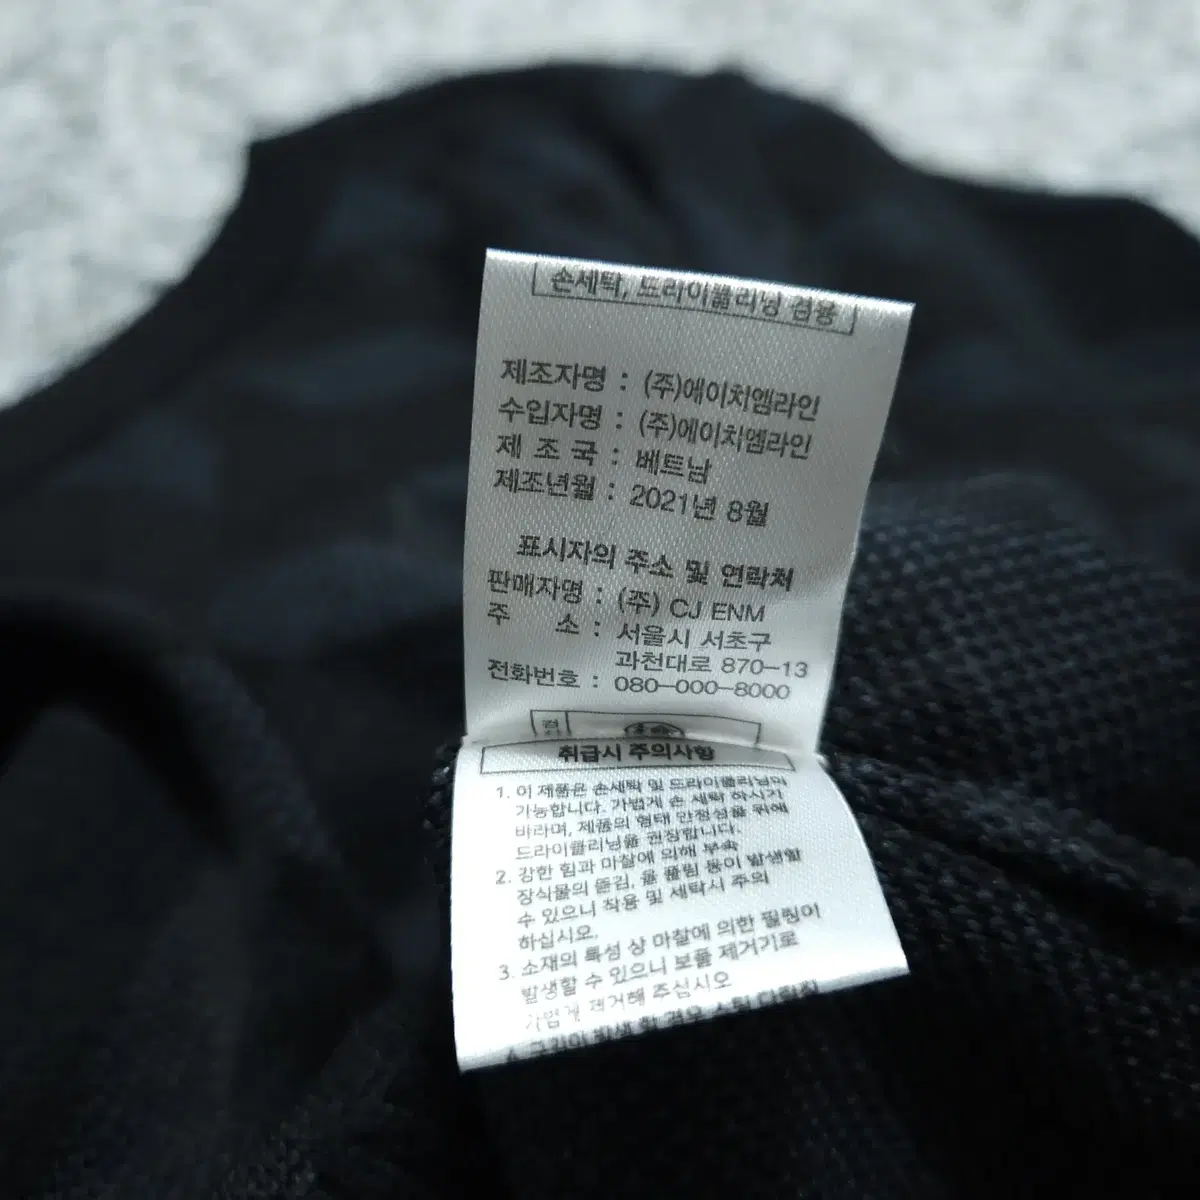 손세탁, 드라이클리닝 겸용
제조자명 : (주)에이치엠라인
수입자명 : (주)에이치엠라인
제 조 국 : 베트남
제조년월 : 2021년 8월
표시자의 주소 및 연락처
판매자명 : (주) CJ ENM
주 소 : 서울시 서초구
과천대로 870-13
전화번호 : 080-000-8000
취급시 주의사항
1. 이 제품은 손세탁 및 드라이클리닝이
가능합니다. 가볍게 손 세탁 하시기
바라며, 제품의 형태 안정성을 위해
드라이클리닝을 권장합니다.
2. 강한 힘과 마찰에 의해 부속
장식물의 뜯김, 올 풀림 등이 발생할
수 있으니 착용 및 세탁시 주의
하십시오.
3. 소재의 특성 상 마찰에 의한 필링이
발생할 수 있으니 보풀 제거기로
가볍게 제거해 주십시오